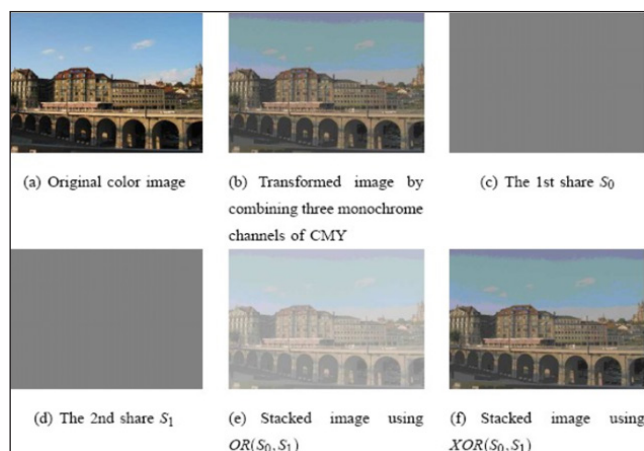 (a) Original color image
(b) Transformed image by
combining three monochrome
channels of CMY
(c) The 1st share S₀
(d) The 2nd share S₁
(e) Stacked image using
OR(S₀,S₁)
(f) Stacked image using
XOR(S₀,S₁)